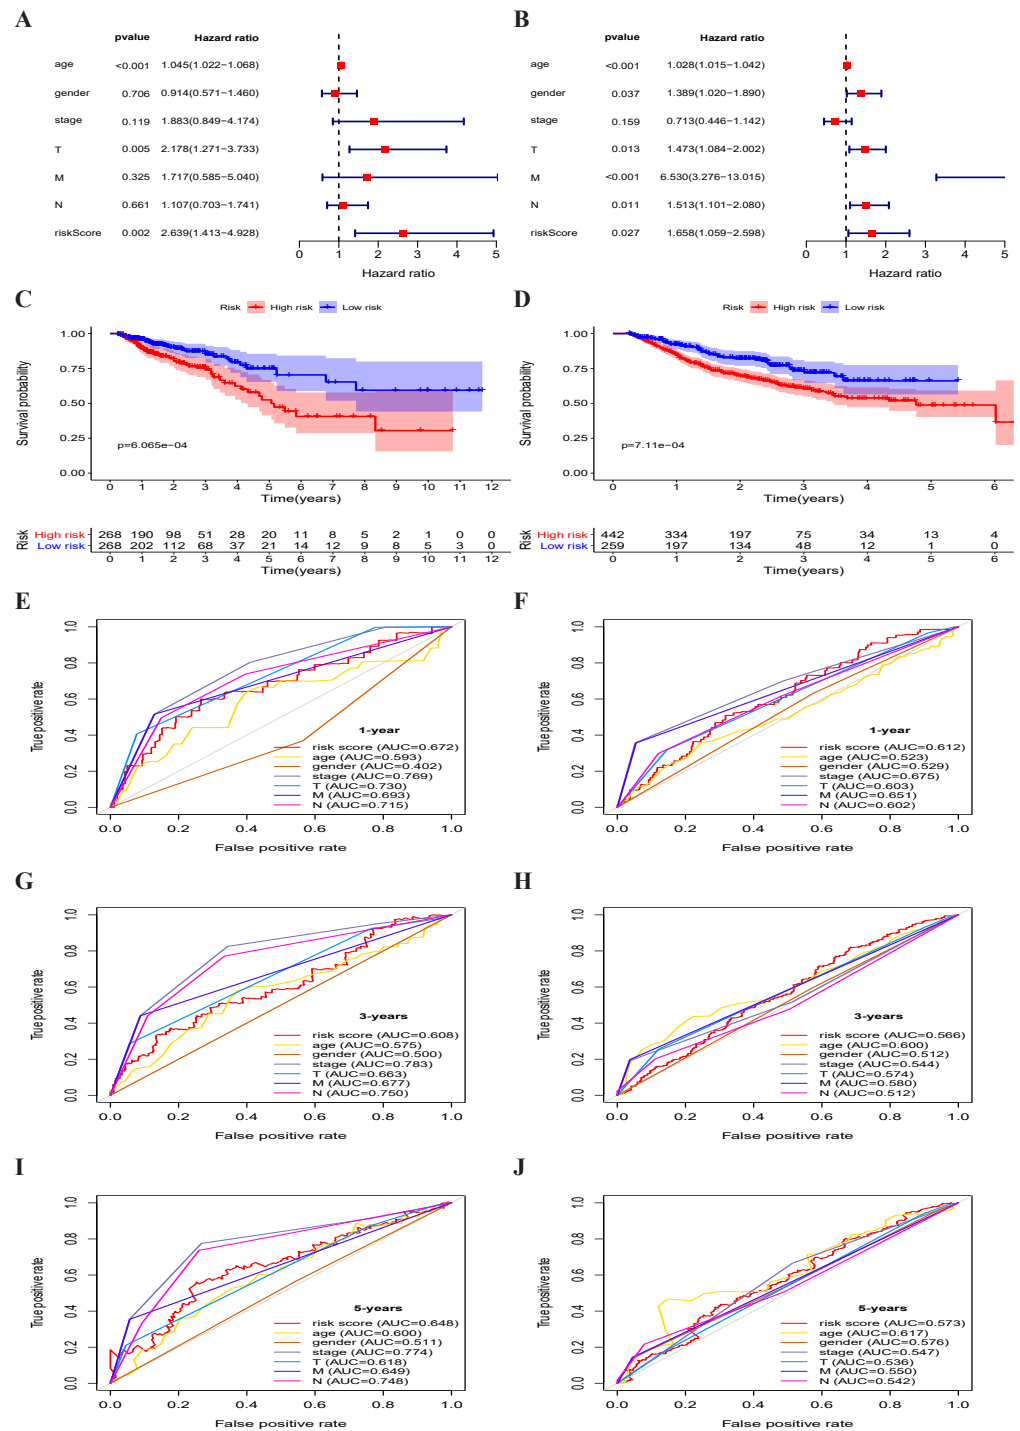 A
pvalue Hazard ratio
age <0.001 1.045(1.022−1.068)
gender 0.706 0.914(0.571−1.460)
stage 0.119 1.883(0.849−4.174)
T 0.005 2.178(1.271−3.733)
M 0.325 1.717(0.585−5.040)
N 0.661 1.107(0.703−1.741)
riskScore 0.002 2.639(1.413−4.928)
0 1 2 3 4 5
Hazard ratio
B
pvalue Hazard ratio
age <0.001 1.028(1.015−1.042)
gender 0.037 1.389(1.020−1.890)
stage 0.159 0.713(0.446−1.142)
T 0.013 1.473(1.084−2.002)
M <0.001 6.530(3.276−13.015)
N 0.011 1.513(1.101−2.080)
riskScore 0.027 1.658(1.059−2.598)
0 1 2 3 4 5
Hazard ratio
C
Risk High risk Low risk
Survival probability
1.00
0.75
0.50
0.25
0.00
p=6.065e−04
0 1 2 3 4 5 6 7 8 9 10 11 12
Time(years)
Risk
High risk 268 190 98 51 28 20 11 8 5 2 1 0 0
Low risk 268 202 112 68 37 21 14 12 9 8 5 3 0
0 1 2 3 4 5 6 7 8 9 10 11 12
Time(years)
D
Risk High risk Low risk
Survival probability
1.00
0.75
0.50
0.25
0.00
p=7.11e−04
0 1 2 3 4 5 6
Time(years)
Risk
High risk 442 334 197 75 34 13 4
Low risk 259 197 134 48 12 1 0
0 1 2 3 4 5 6
Time(years)
E
True positive rate
0.0 0.2 0.4 0.6 0.8 1.0
1-year
risk score (AUC=0.672)
age (AUC=0.593)
gender (AUC=0.402)
stage (AUC=0.769)
T (AUC=0.730)
M (AUC=0.693)
N (AUC=0.715)
0.0 0.2 0.4 0.6 0.8 1.0
False positive rate
F
True positive rate
0.0 0.2 0.4 0.6 0.8 1.0
1-year
risk score (AUC=0.612)
age (AUC=0.523)
gender (AUC=0.529)
stage (AUC=0.675)
T (AUC=0.603)
M (AUC=0.651)
N (AUC=0.602)
0.0 0.2 0.4 0.6 0.8 1.0
False positive rate
G
True positive rate
0.0 0.2 0.4 0.6 0.8 1.0
3-years
risk score (AUC=0.608)
age (AUC=0.575)
gender (AUC=0.500)
stage (AUC=0.783)
T (AUC=0.663)
M (AUC=0.677)
N (AUC=0.750)
0.0 0.2 0.4 0.6 0.8 1.0
False positive rate
H
True positive rate
0.0 0.2 0.4 0.6 0.8 1.0
3-years
risk score (AUC=0.566)
age (AUC=0.600)
gender (AUC=0.512)
stage (AUC=0.544)
T (AUC=0.574)
M (AUC=0.580)
N (AUC=0.512)
0.0 0.2 0.4 0.6 0.8 1.0
False positive rate
I
True positive rate
0.0 0.2 0.4 0.6 0.8 1.0
5-years
risk score (AUC=0.648)
age (AUC=0.600)
gender (AUC=0.511)
stage (AUC=0.774)
T (AUC=0.618)
M (AUC=0.649)
N (AUC=0.748)
0.0 0.2 0.4 0.6 0.8 1.0
False positive rate
J
True positive rate
0.0 0.2 0.4 0.6 0.8 1.0
5-years
risk score (AUC=0.573)
age (AUC=0.617)
gender (AUC=0.576)
stage (AUC=0.547)
T (AUC=0.536)
M (AUC=0.550)
N (AUC=0.542)
0.0 0.2 0.4 0.6 0.8 1.0
False positive rate